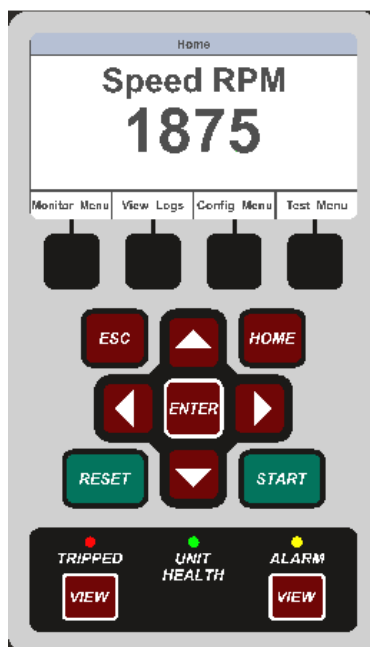 Home
Speed RPM
1875
Monitor Menu View Logs Config Menu Test Menu
ESC HOME
ENTER
RESET START
TRIPPED UNIT HEALTH ALARM
VIEW VIEW